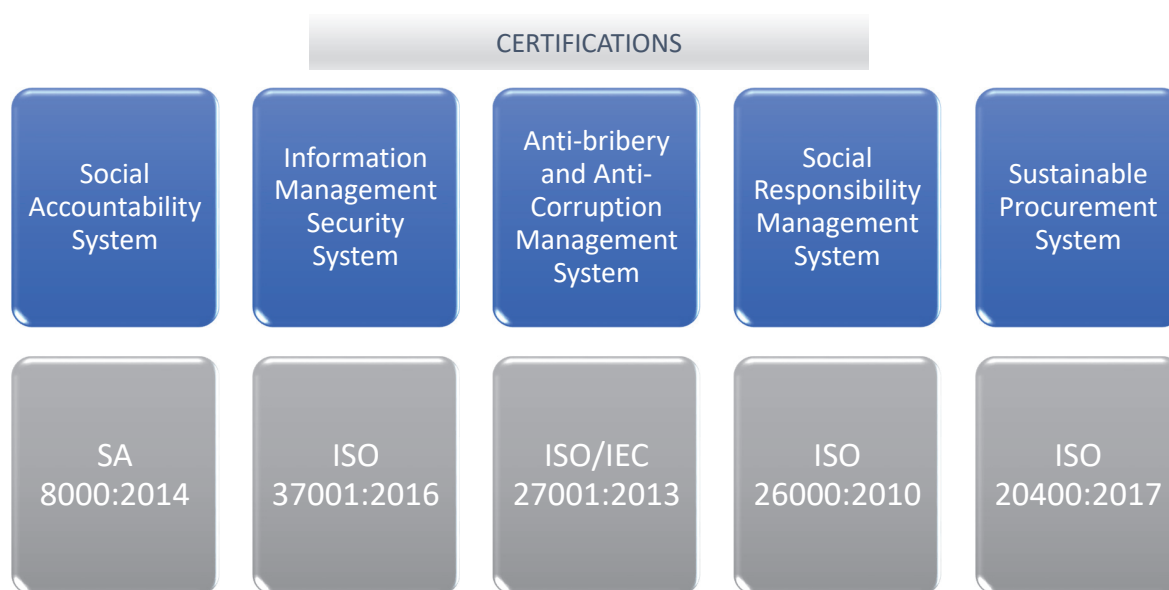 CERTIFICATIONS
Social
Accountability
System
Information
Management
Security
System
Anti-bribery
and Anti-
Corruption
Management
System
Social
Responsibility
Management
System
Sustainable
Procurement
System
SA
8000:2014
ISO
37001:2016
ISO/IEC
27001:2013
ISO
26000:2010
ISO
20400:2017